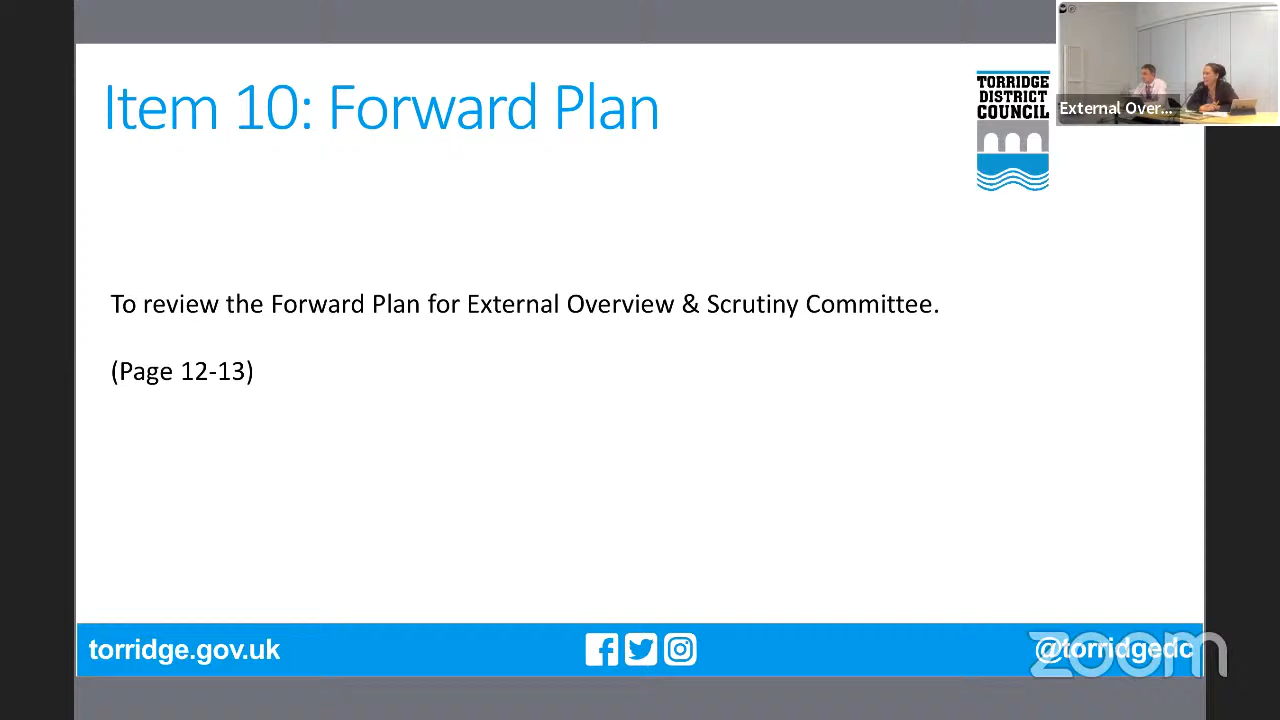 Item 10: Forward Plan
TORRIDGE
DISTRICT
COUNCIL
External Over...
To review the Forward Plan for External Overview & Scrutiny Committee.
(Page 12-13)
torridge.gov.uk
@torridgedc
zoom